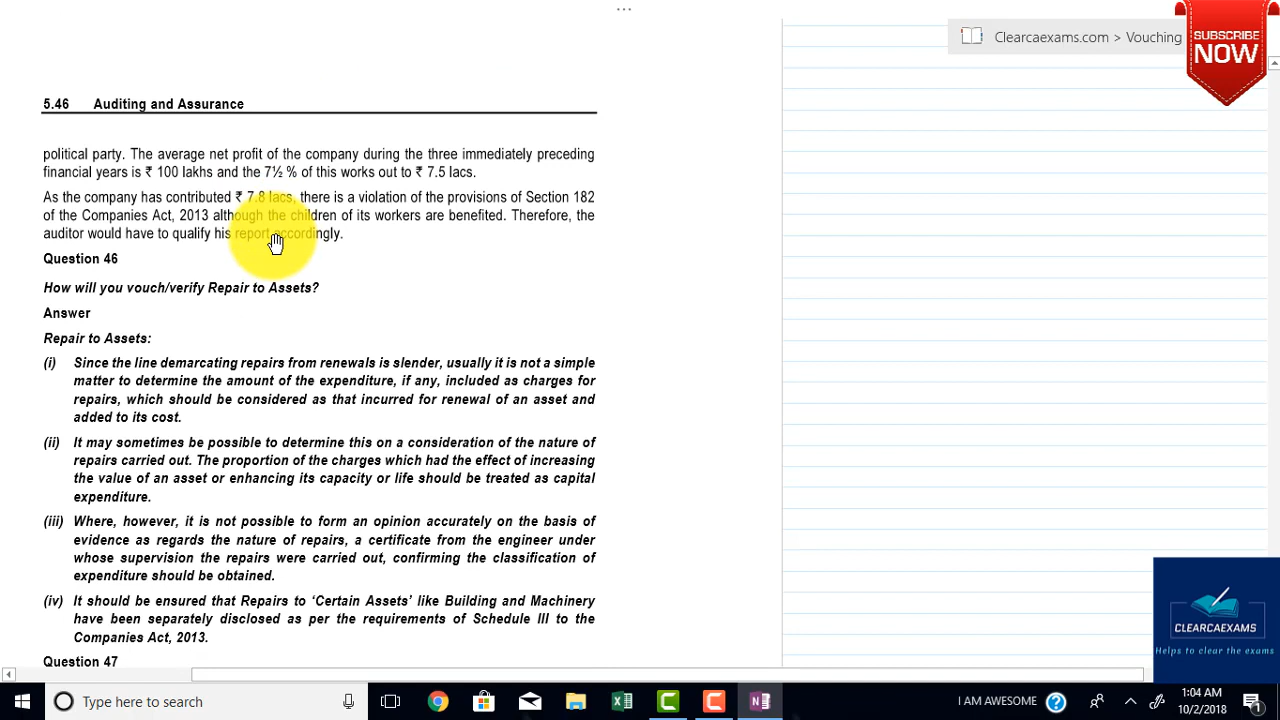 Clearcaexams.com > Vouching
SUBSCRIBE
NOW
5.46 Auditing and Assurance
political party. The average net profit of the company during the three immediately preceding
financial years is ₹ 100 lakhs and the 7½ % of this works out to ₹ 7.5 lacs.
As the company has contributed ₹ 7.8 lacs, there is a violation of the provisions of Section 182
of the Companies Act, 2013 although the children of its workers are benefited. Therefore, the
auditor would have to qualify his report accordingly.
Question 46
How will you vouch/verify Repair to Assets?
Answer
Repair to Assets:
(i) Since the line demarcating repairs from renewals is slender, usually it is not a simple
matter to determine the amount of the expenditure, if any, included as charges for
repairs, which should be considered as that incurred for renewal of an asset and
added to its cost.
(ii) It may sometimes be possible to determine this on a consideration of the nature of
repairs carried out. The proportion of the charges which had the effect of increasing
the value of an asset or enhancing its capacity or life should be treated as capital
expenditure.
(iii) Where, however, it is not possible to form an opinion accurately on the basis of
evidence as regards the nature of repairs, a certificate from the engineer under
whose supervision the repairs were carried out, confirming the classification of
expenditure should be obtained.
(iv) It should be ensured that Repairs to ‘Certain Assets’ like Building and Machinery
have been separately disclosed as per the requirements of Schedule III to the
Companies Act, 2013.
Question 47
CLEARCAEXAMS
Helps to clear the exams
Type here to search
I AM AWESOME
1:04 AM
10/2/2018
1